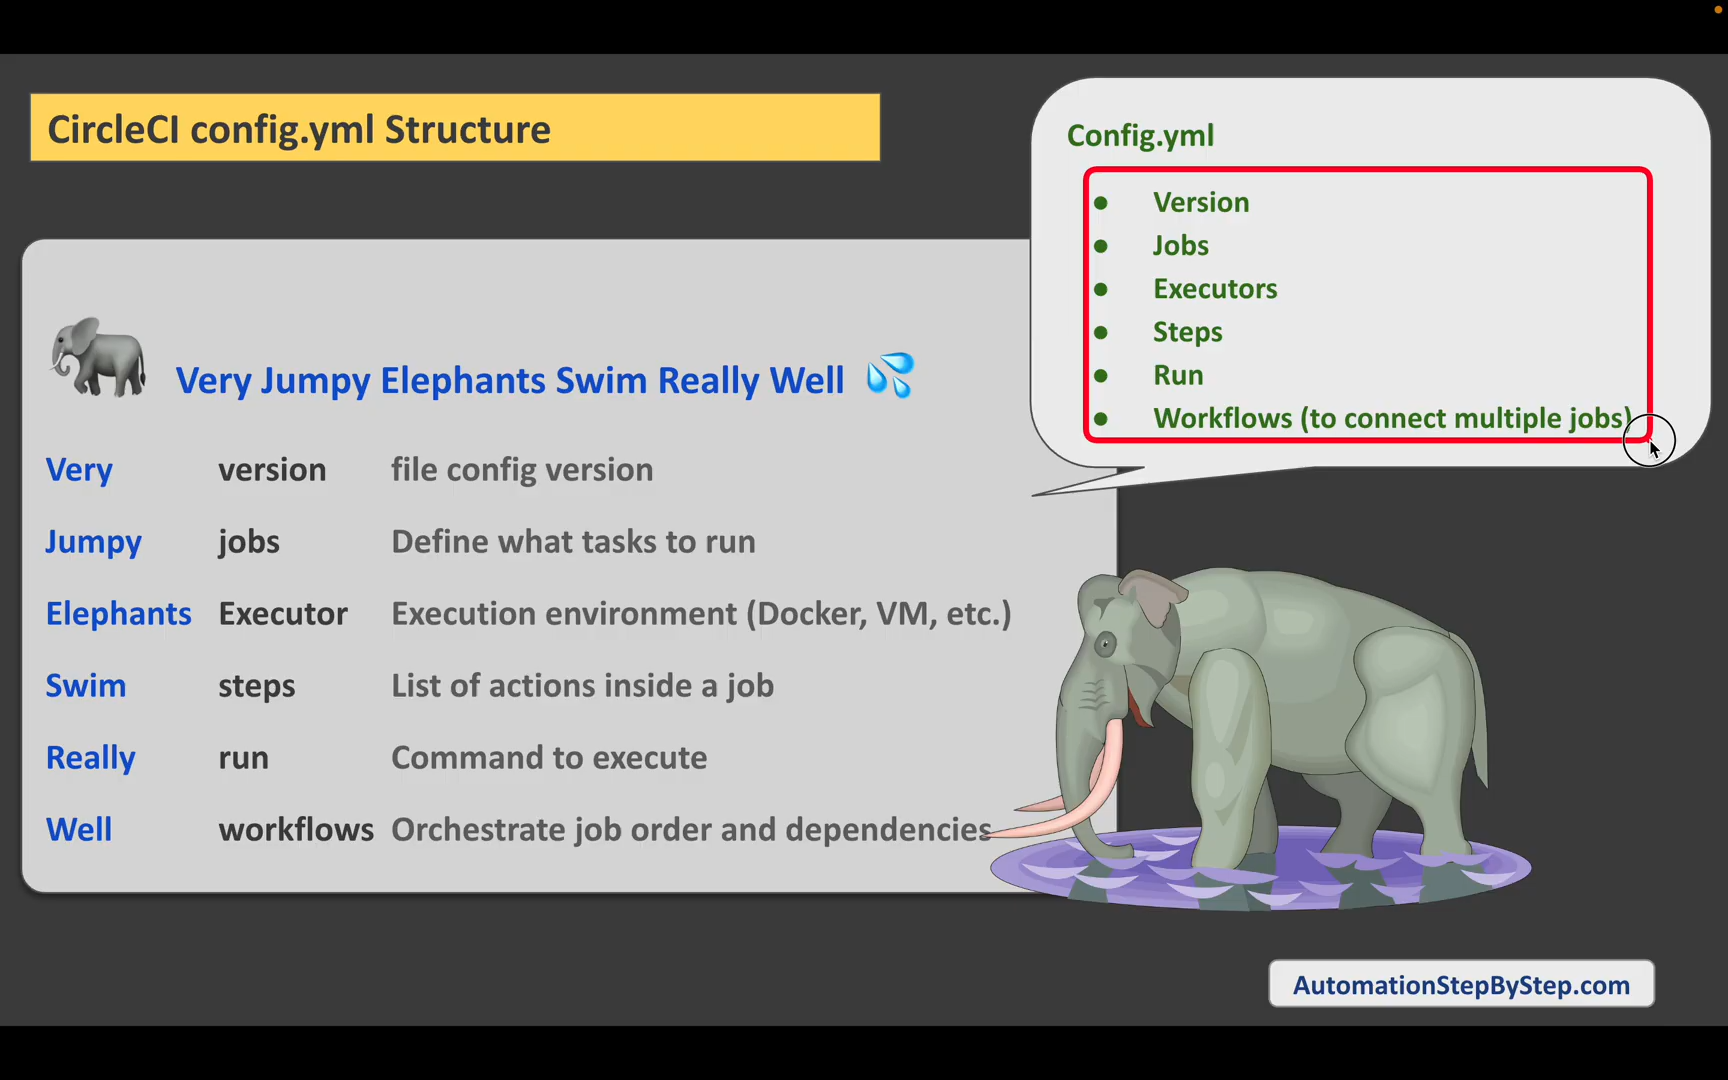 CircleCI config.yml Structure
Config.yml
● Version
● Jobs
● Executors
● Steps
● Run
● Workflows (to connect multiple jobs)
Very Jumpy Elephants Swim Really Well
Very version file config version
Jumpy jobs Define what tasks to run
Elephants Executor Execution environment (Docker, VM, etc.)
Swim steps List of actions inside a job
Really run Command to execute
Well workflows Orchestrate job order and dependencies
AutomationStepByStep.com